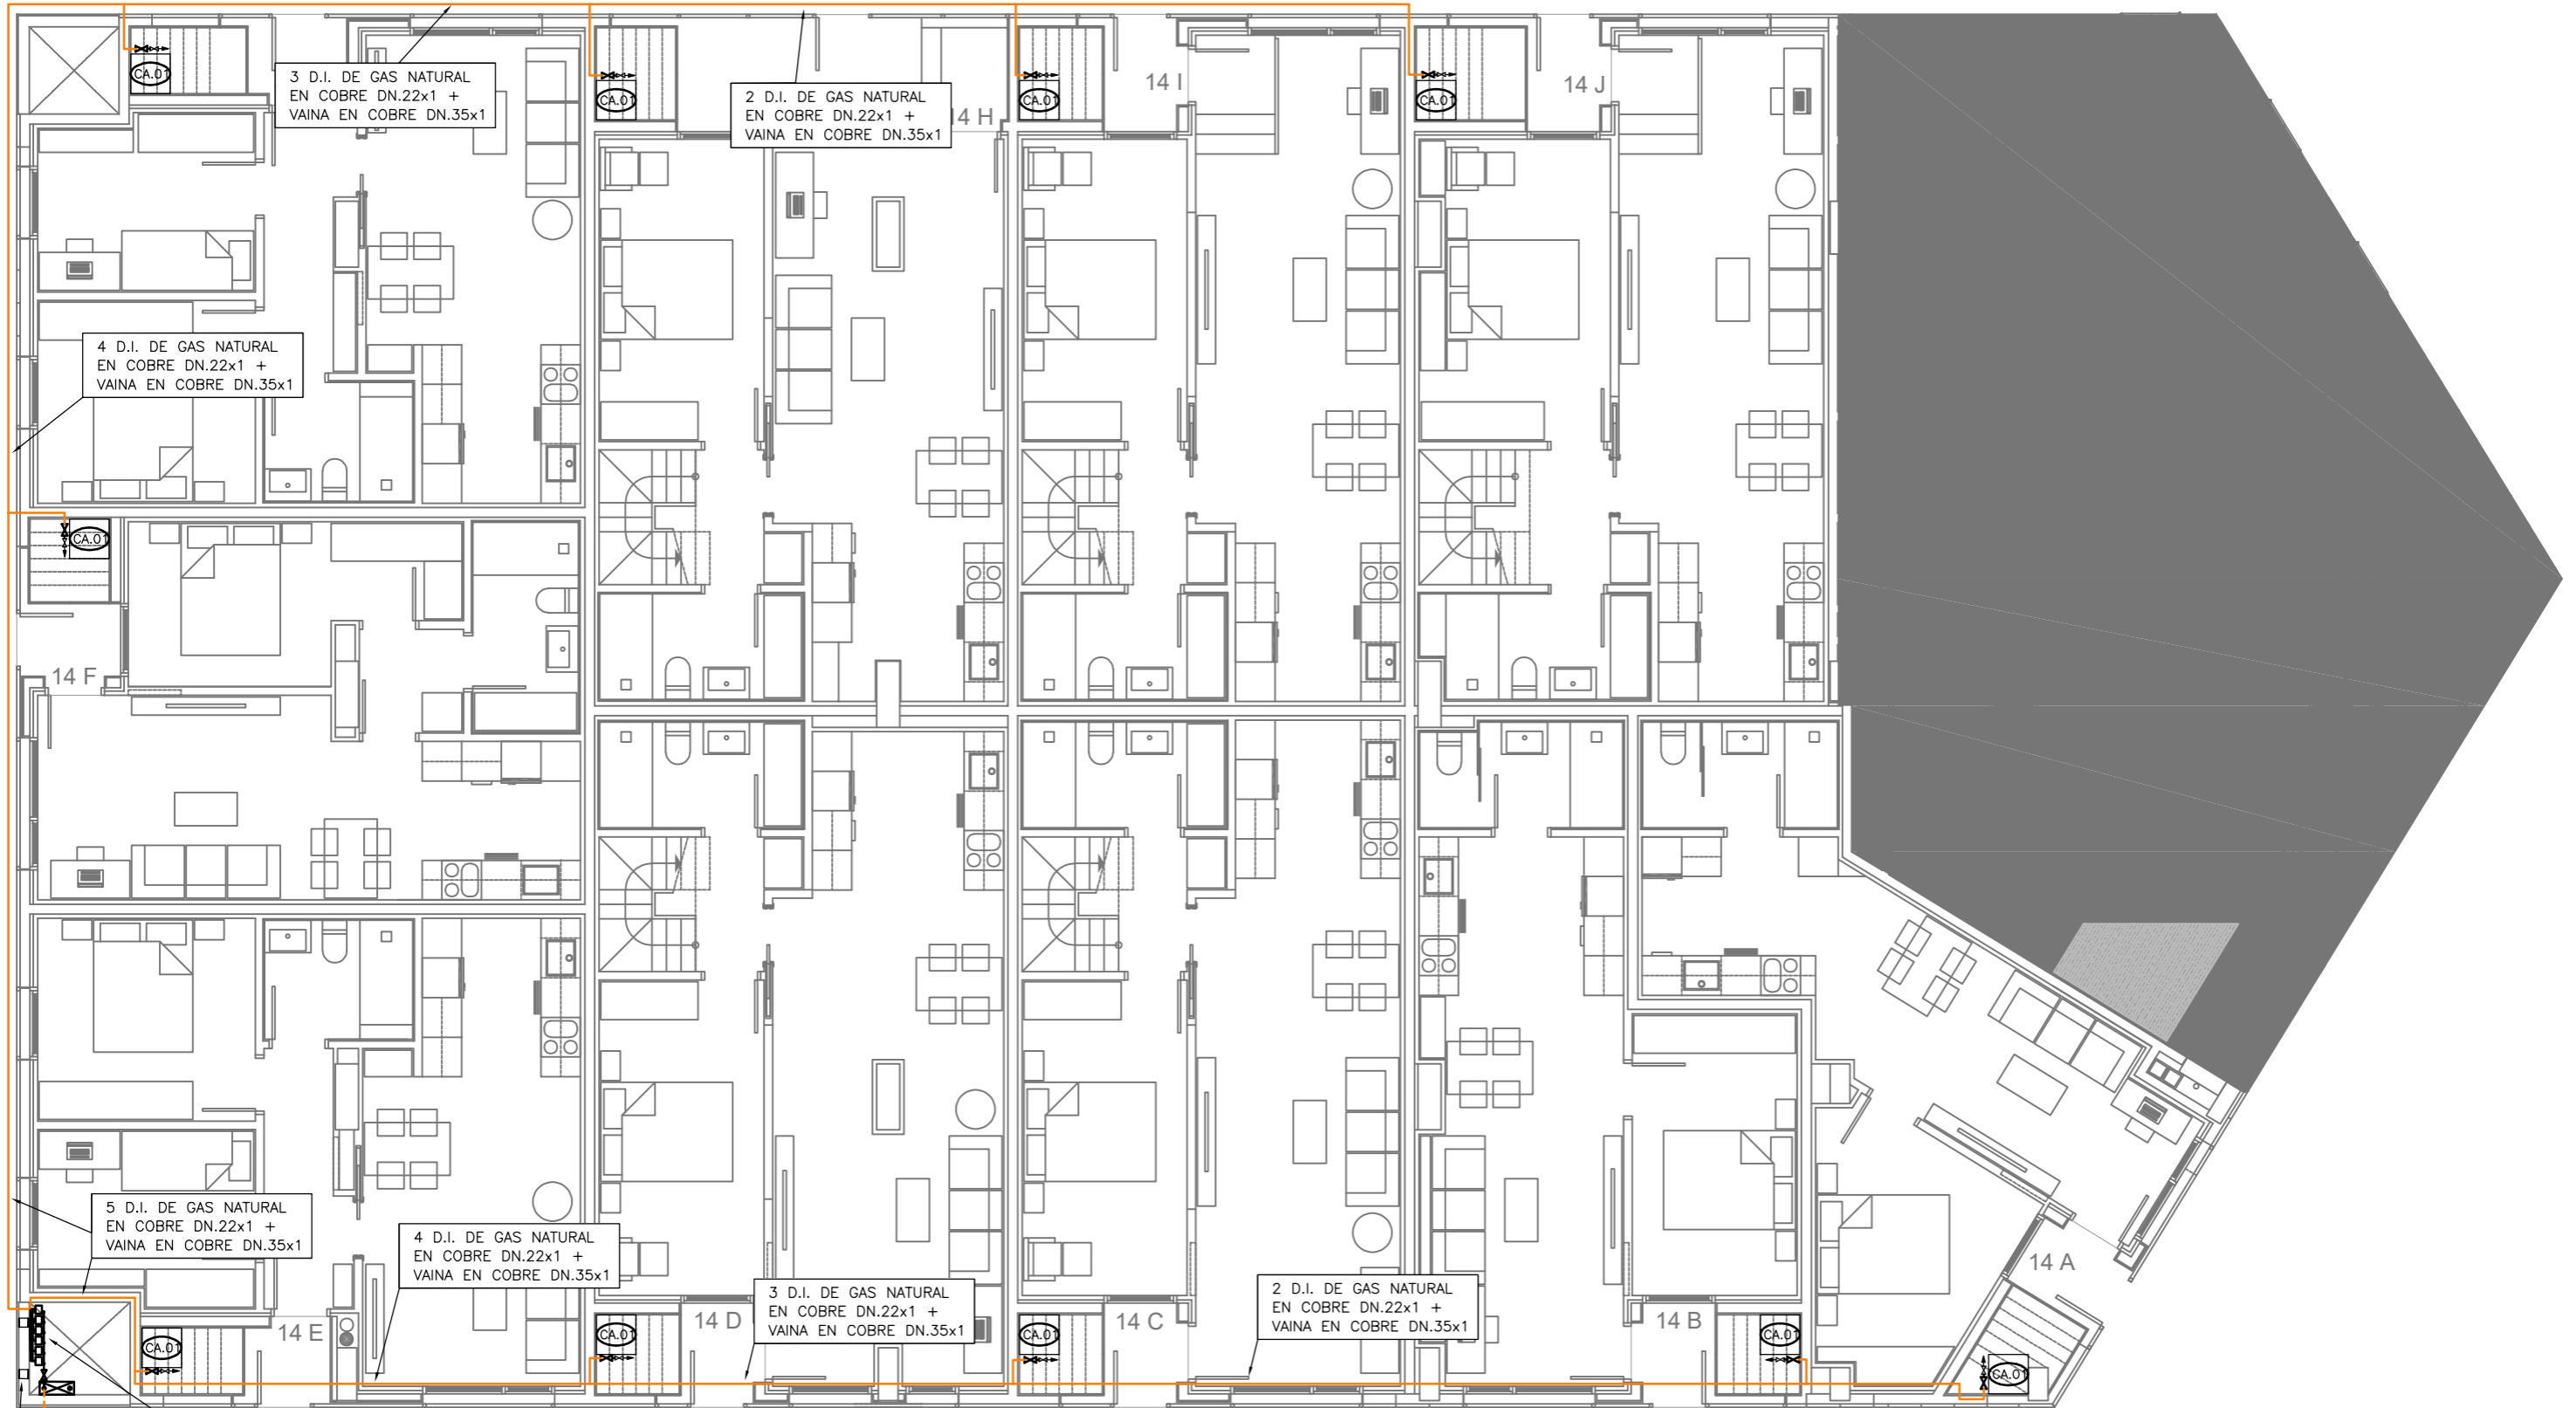 CA.01
3 D.I. DE GAS NATURAL
EN COBRE DN.22x1 +
VAINA EN COBRE DN.35x1
CA.01
2 D.I. DE GAS NATURAL
EN COBRE DN.22x1 +
VAINA EN COBRE DN.35x1
14 H
CA.01
14 I
CA.01
14 J
4 D.I. DE GAS NATURAL
EN COBRE DN.22x1 +
VAINA EN COBRE DN.35x1
CA.01
14 F
5 D.I. DE GAS NATURAL
EN COBRE DN.22x1 +
VAINA EN COBRE DN.35x1
4 D.I. DE GAS NATURAL
EN COBRE DN.22x1 +
VAINA EN COBRE DN.35x1
3 D.I. DE GAS NATURAL
EN COBRE DN.22x1 +
VAINA EN COBRE DN.35x1
2 D.I. DE GAS NATURAL
EN COBRE DN.22x1 +
VAINA EN COBRE DN.35x1
14 A
CA.01
14 E
CA.01
14 D
CA.01
14 C
14 B
CA.01
CA.01